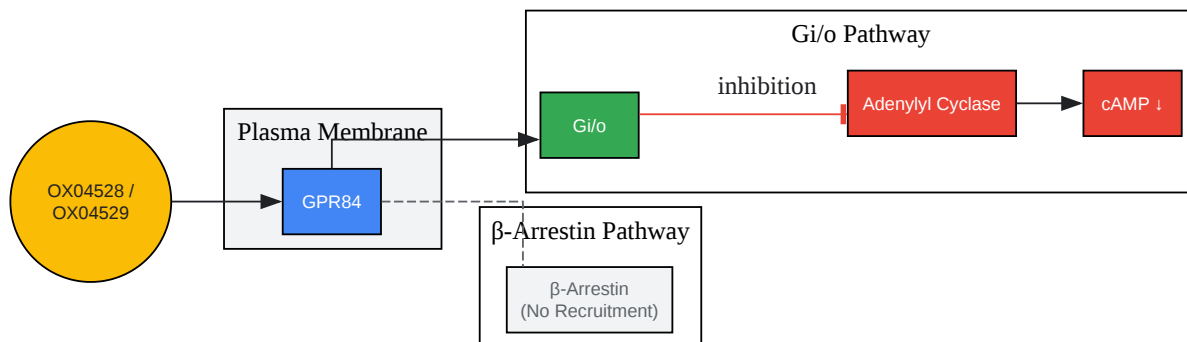 Gi/o Pathway
inhibition
Adenylyl Cyclase
cAMP ↓
Gi/o
Plasma Membrane
OX04528 /
OX04529
GPR84
β-Arrestin Pathway
β-Arrestin
(No Recruitment)